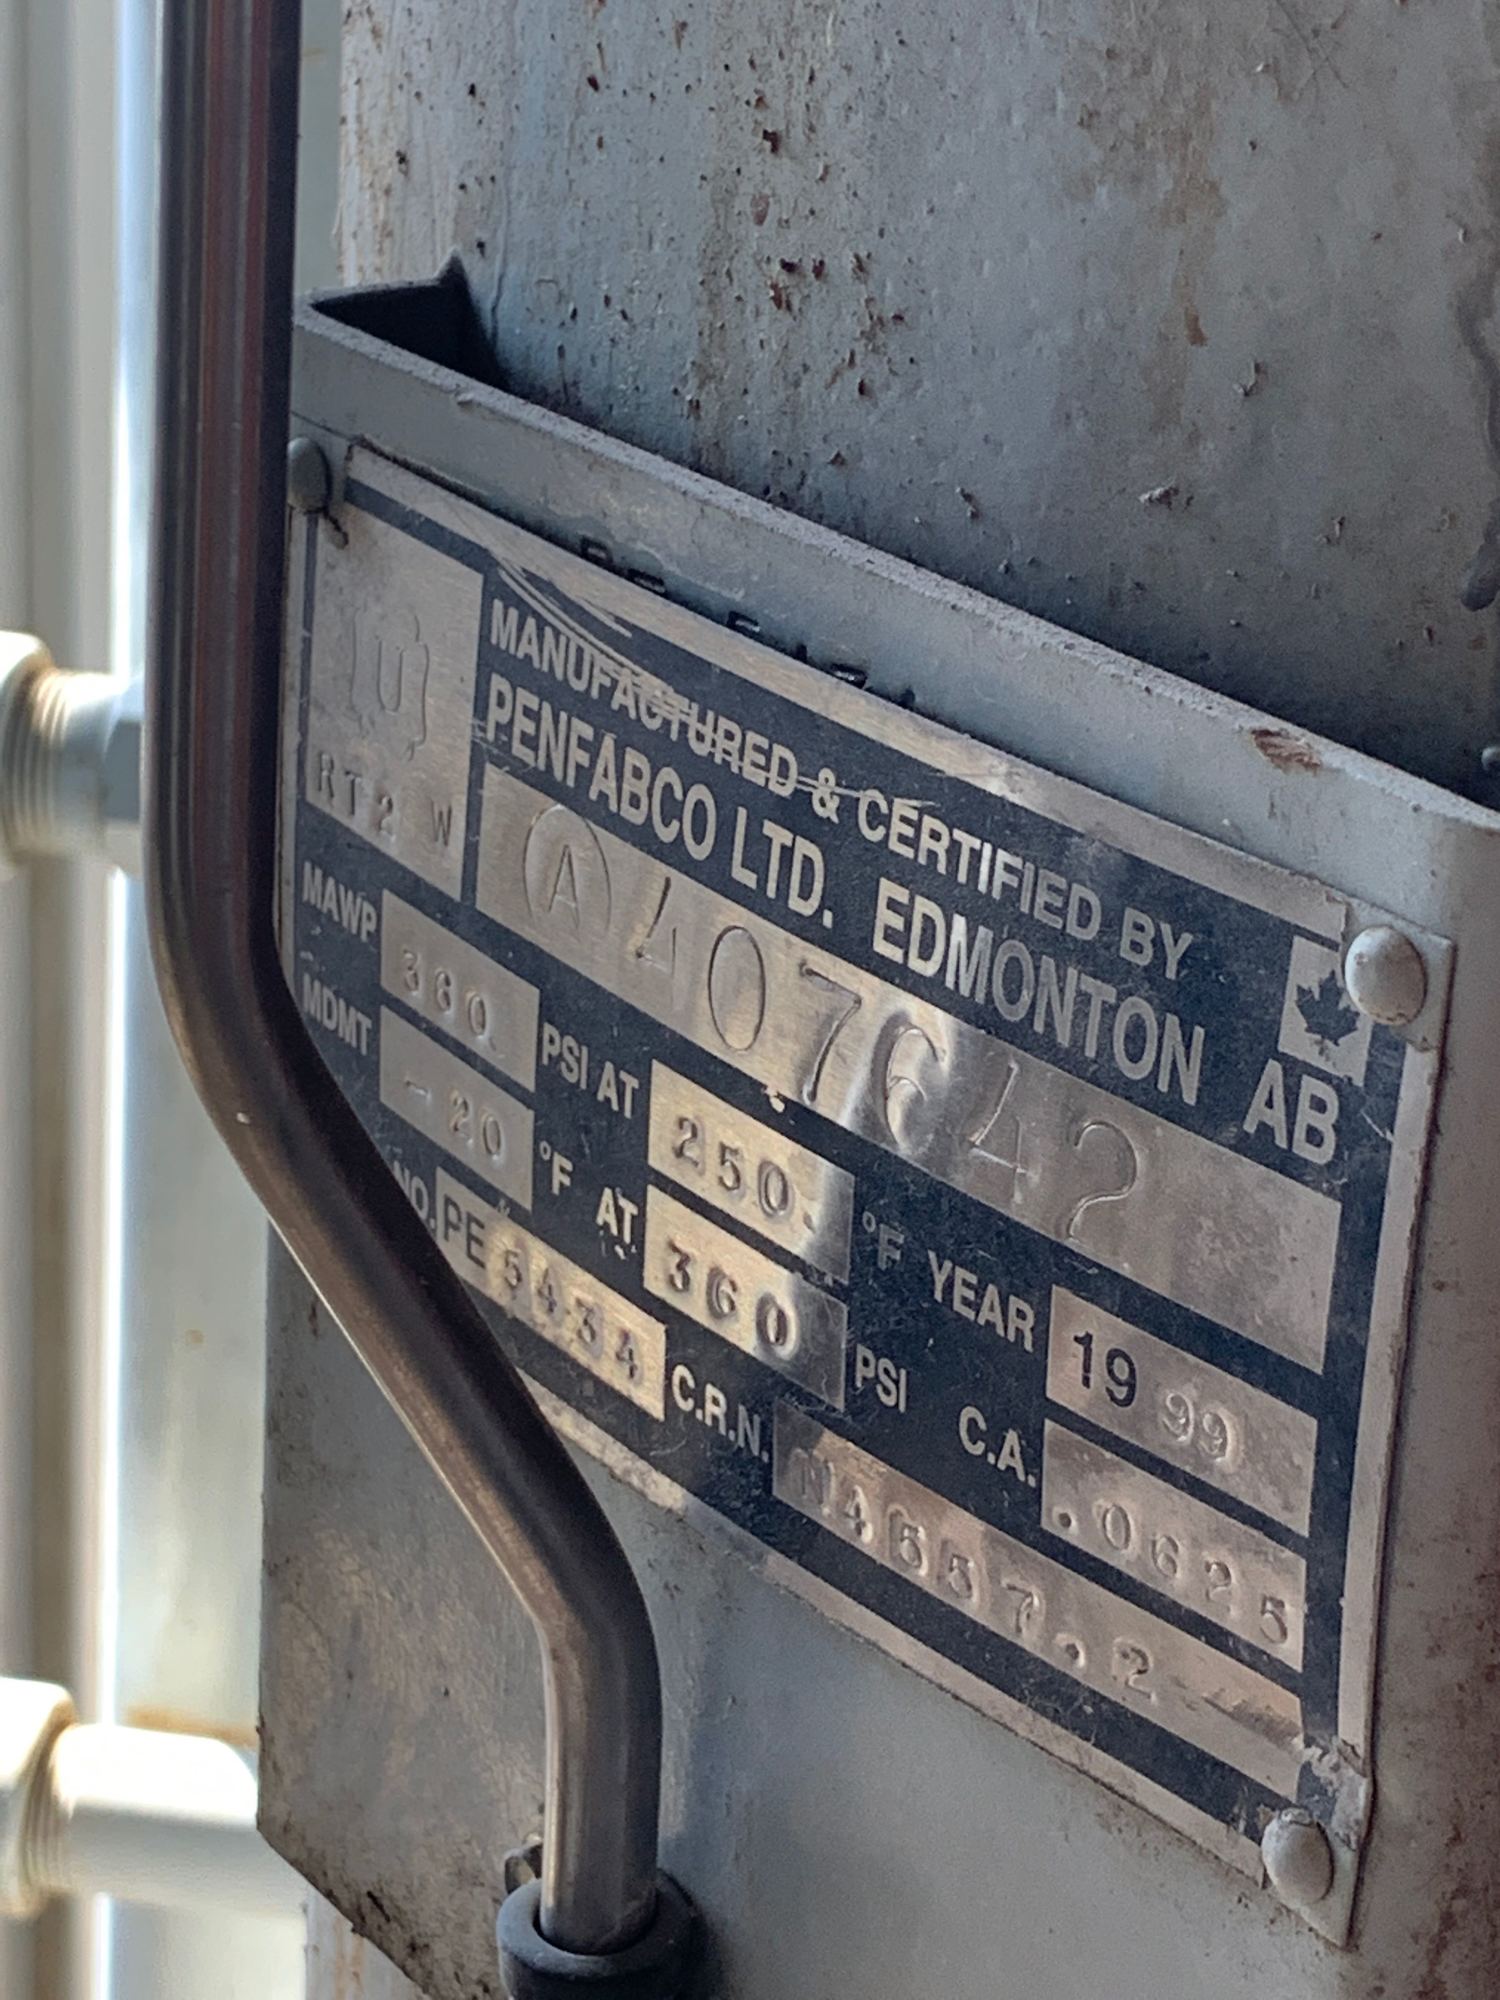 MANUFACTURED & CERTIFIED BY
PENFABCO LTD. EDMONTON AB
U
RT2 W
A 407642
MAWP 360 PSI AT 250 °F YEAR 1999
MDMT -20 °F AT 360 PSI C.A. .0625
NO. PE 5434 C.R.N. M4657.2